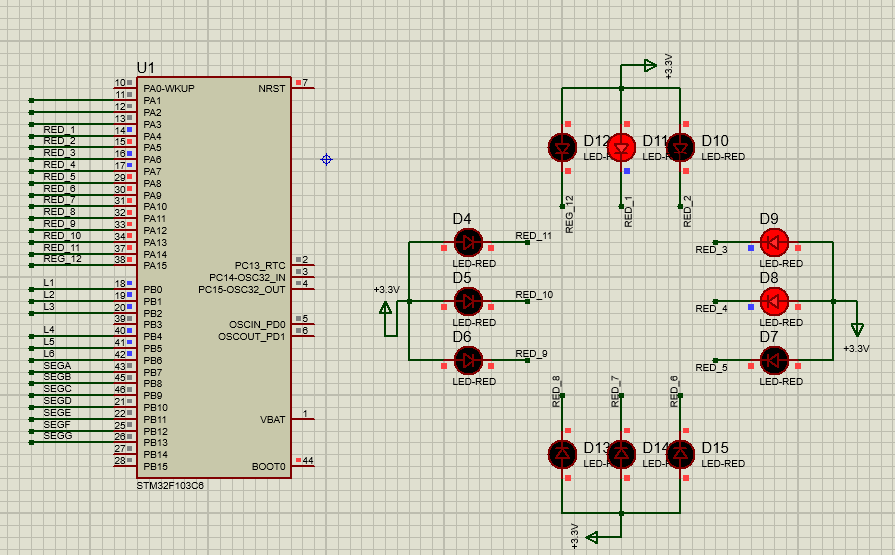 U1
10 PA0-WKUP NRST 7
11 PA1
12 PA2
13 PA3
RED_1 14 PA4
RED_2 15 PA5
RED_3 16 PA6
RED_4 17 PA7
RED_5 29 PA8
RED_6 30 PA9
RED_7 31 PA10
RED_8 32 PA11
RED_9 33 PA12
RED_10 34 PA13
RED_11 37 PA14
REG_12 38 PA15
PC13_RTC 2
PC14-OSC32_IN 3
L1 18 PB0 PC15-OSC32_OUT 4
L2 19 PB1
L3 20 PB2
39 PB3 OSCIN_PD0 5
L4 40 PB4 OSCOUT_PD1 6
L5 41 PB5
L6 42 PB6
SEGA 43 PB7
SEGB 45 PB8
SEGC 46 PB9
SEGD 21 PB10
SEGE 22 PB11 VBAT 1
SEGF 25 PB12
SEGG 26 PB13
27 PB14
28 PB15 BOOT0 44
STM32F103C6
+3.3V
D12 D11 D10
LED-RED
REG_12 RED_1 RED_2
D4 RED_11
LED-RED
D5 RED_10
LED-RED
D6 RED_9
LED-RED
+3.3V
D9
RED_3
LED-RED
D8
RED_4
LED-RED
D7
RED_5
LED-RED
+3.3V
RED_8 RED_7 RED_6
D13 D14 D15
LED-RED
+3.3V